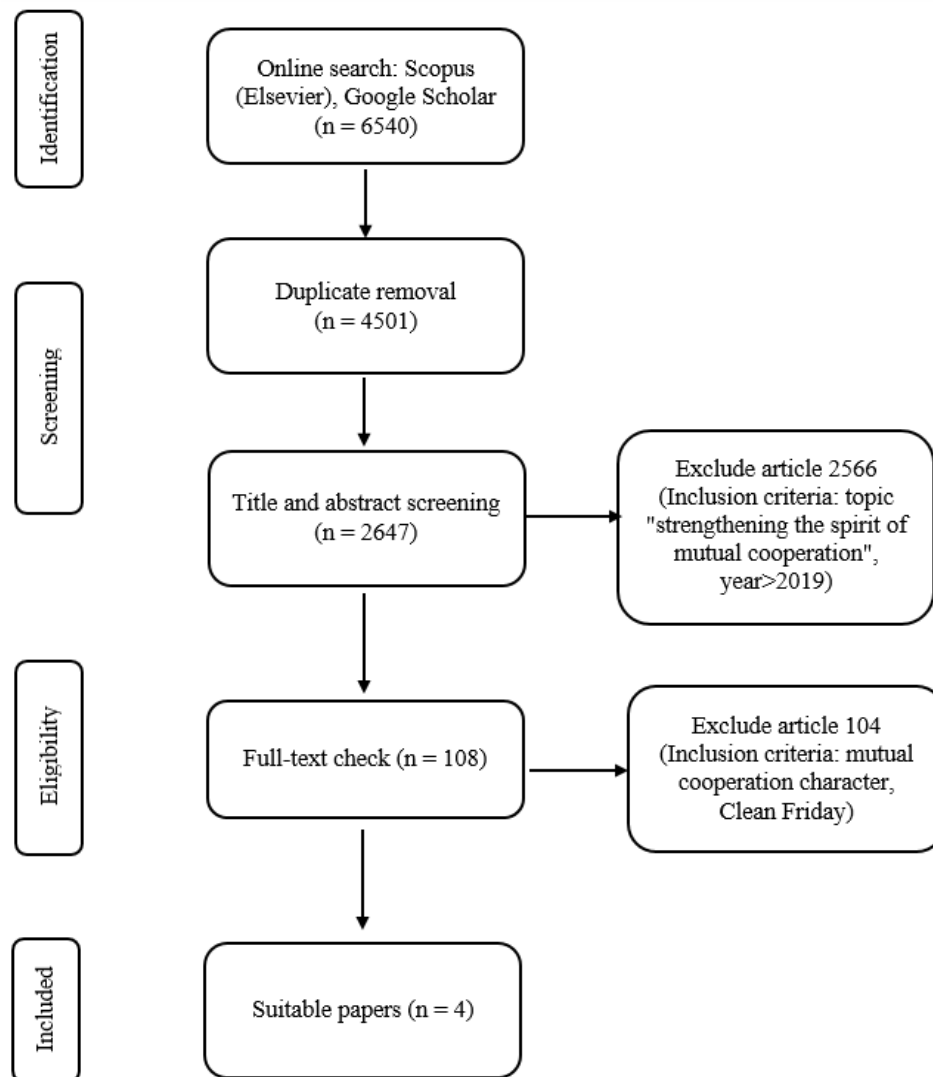 Identification
Online search: Scopus
(Elsevier), Google Scholar
(n = 6540)
Screening
Duplicate removal
(n = 4501)
Title and abstract screening
(n = 2647)
Exclude article 2566
(Inclusion criteria: topic
"strengthening the spirit of
mutual cooperation",
year>2019)
Eligibility
Full-text check (n = 108)
Exclude article 104
(Inclusion criteria: mutual
cooperation character,
Clean Friday)
Included
Suitable papers (n = 4)